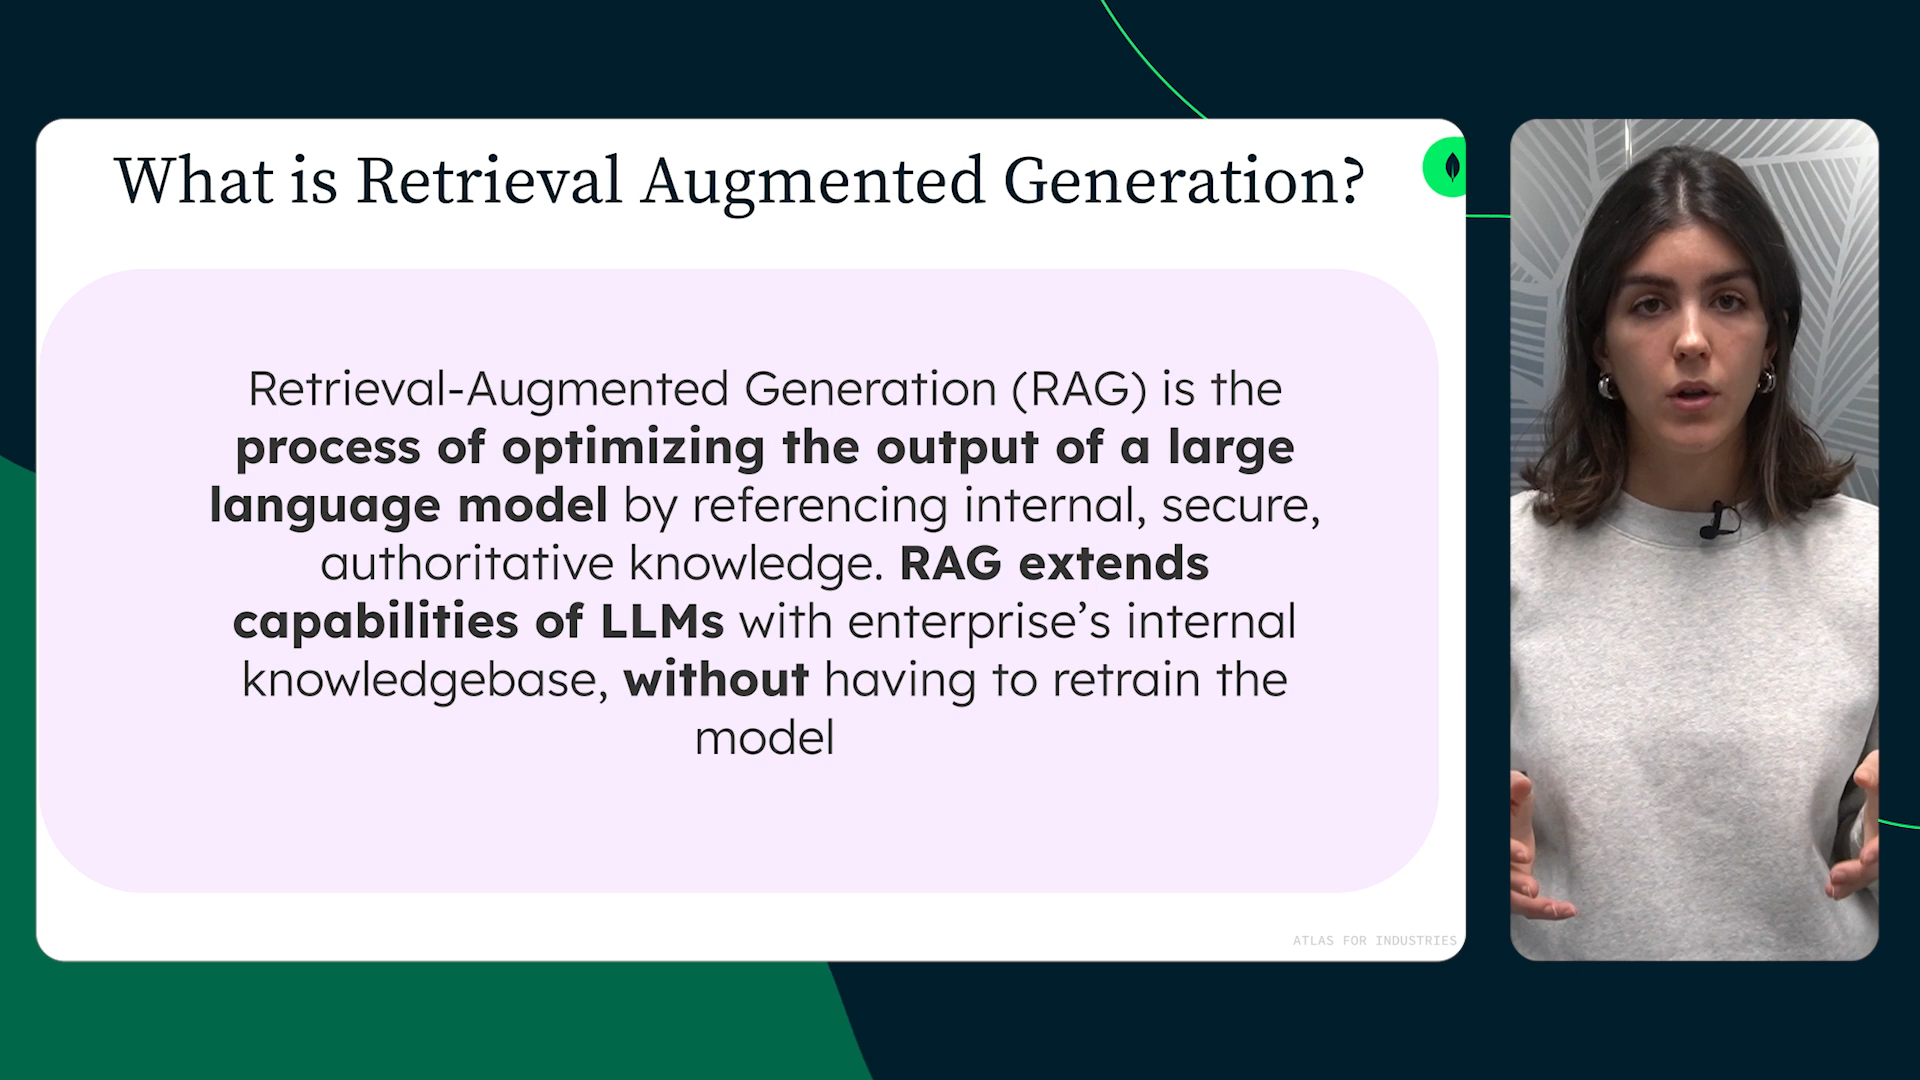 What is Retrieval Augmented Generation?
Retrieval-Augmented Generation (RAG) is the
process of optimizing the output of a large
language model by referencing internal, secure,
authoritative knowledge. RAG extends
capabilities of LLMs with enterprise’s internal
knowledgebase, without having to retrain the
model
ATLAS FOR INDUSTRIES